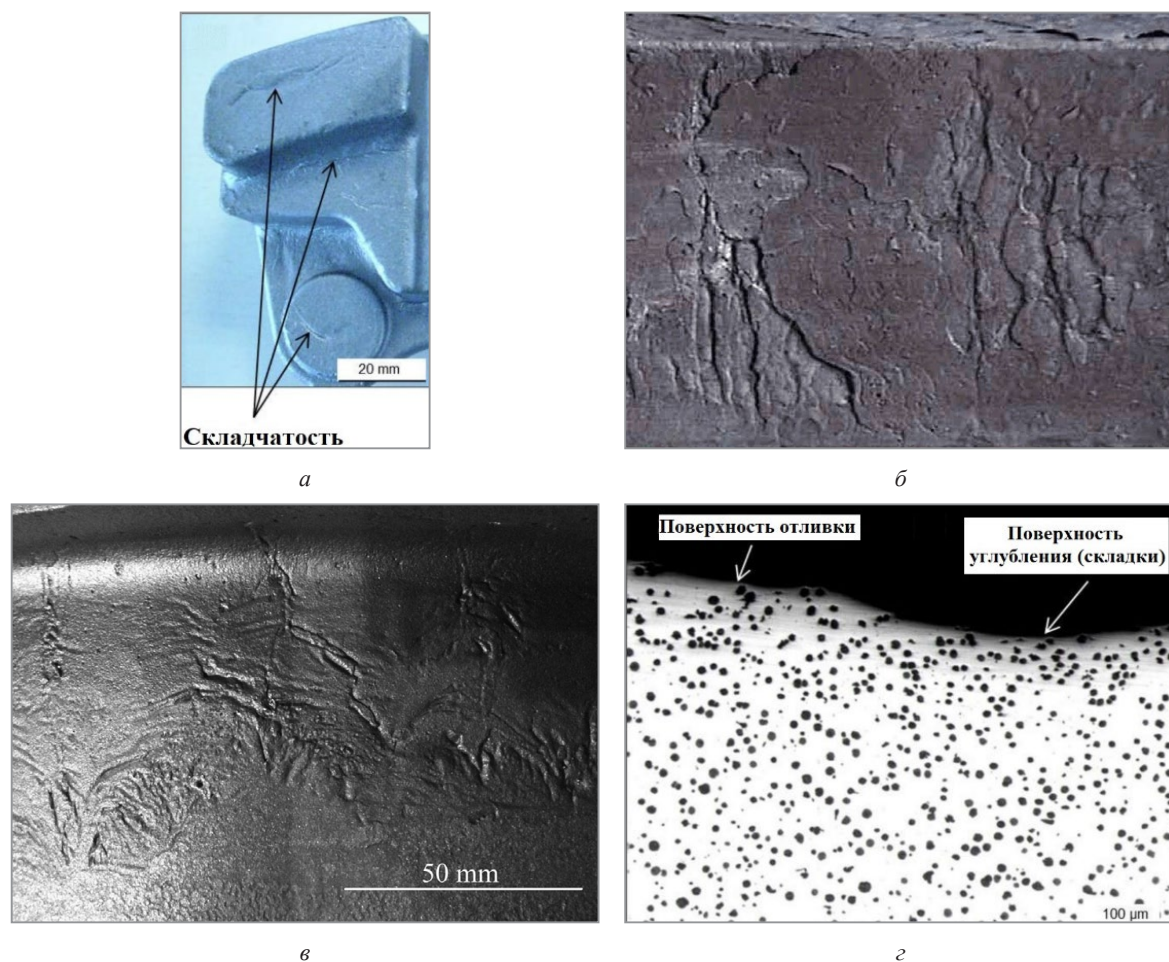 20 mm
Складчатость
а
б
Поверхность отливки
Поверхность
углубления (складки)
50 mm
100 µm
в
г